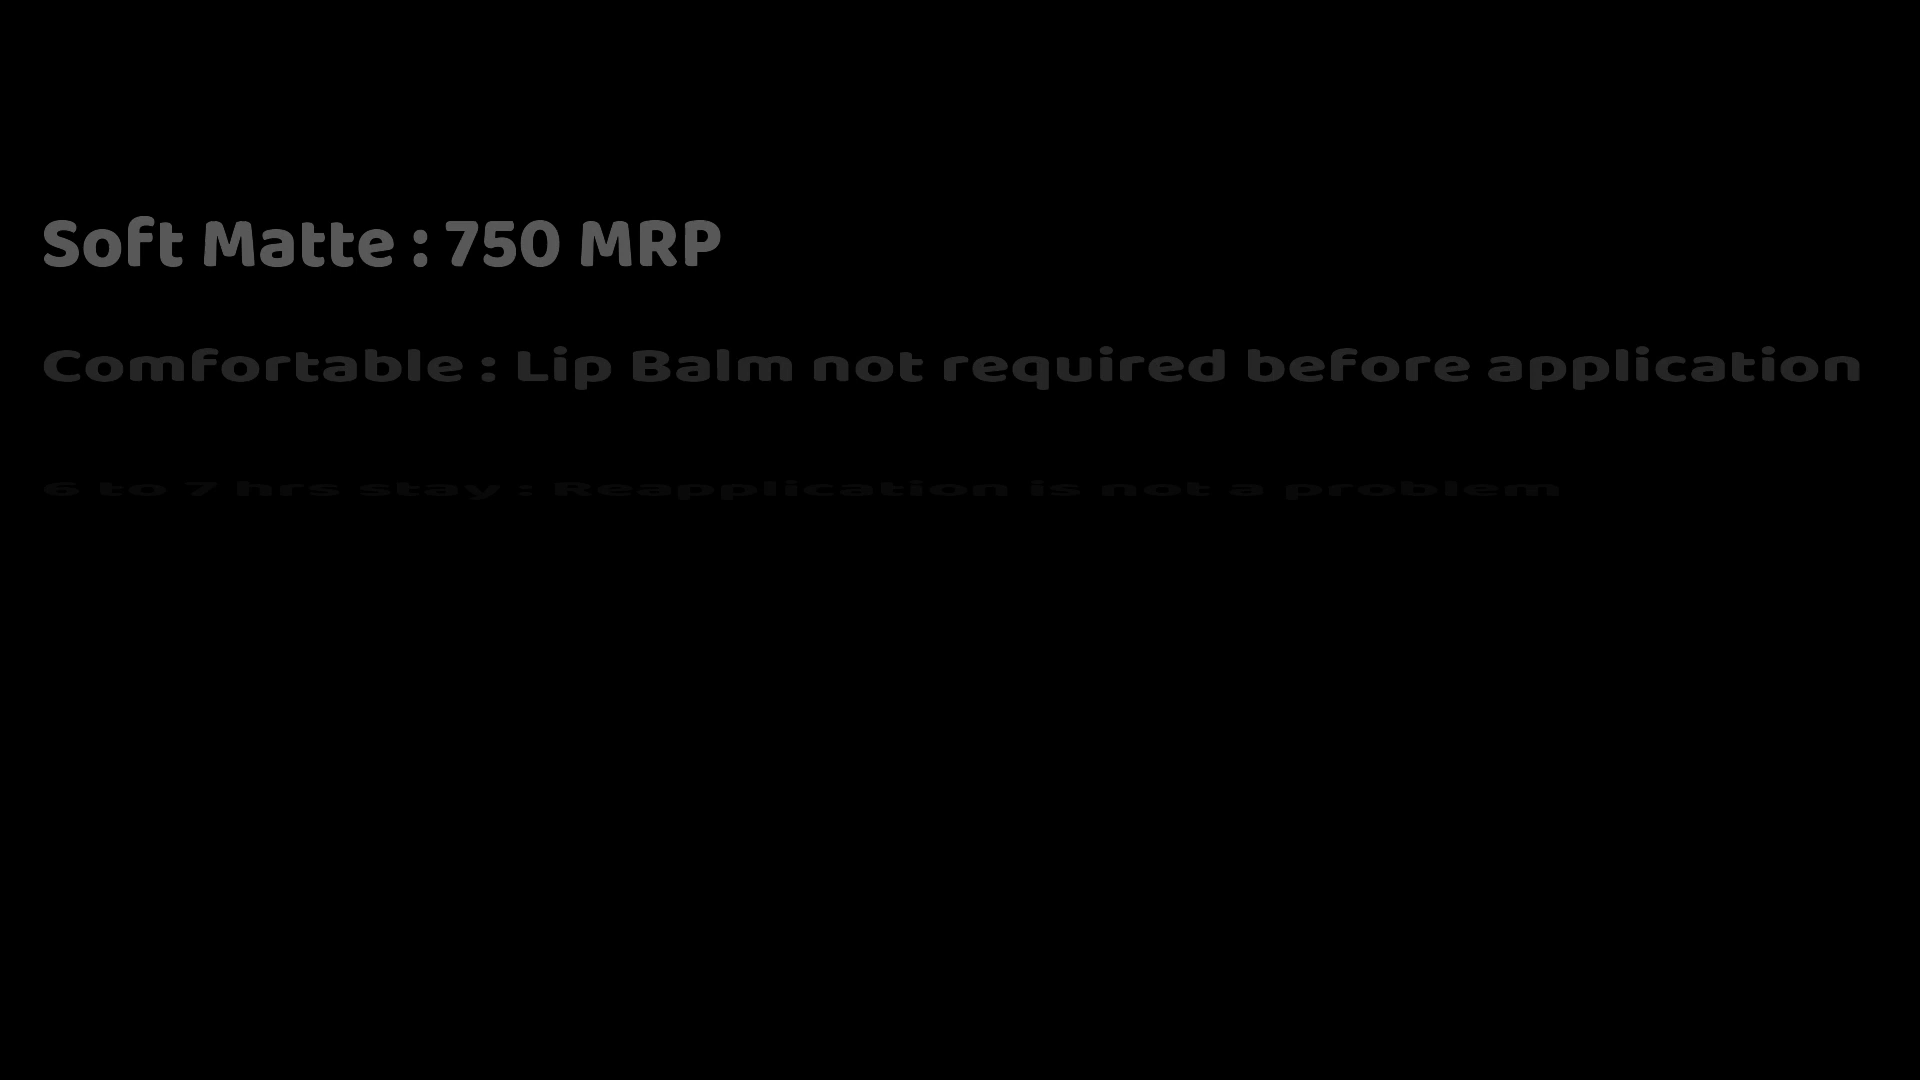 Soft Matte : 750 MRP
Comfortable : Lip Balm not required before application
6 to 7 hrs stay : Reapplication is not a problem